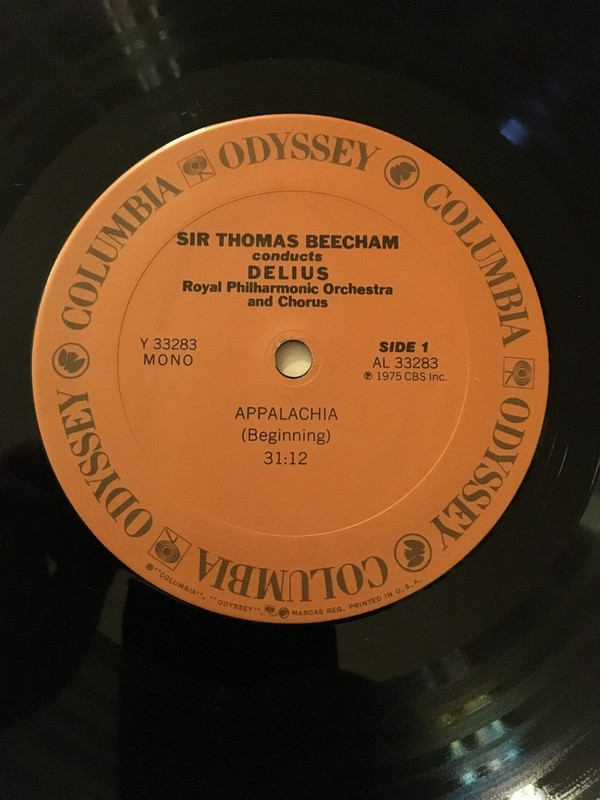 COLUMBIA ODYSSEY COLUMBIA ODYSSEY COLUMBIA ODYSSEY
SIR THOMAS BEECHAM
conducts
DELIUS
Royal Philharmonic Orchestra
and Chorus
Y 33283
MONO
SIDE 1
AL 33283
℗ 1975 CBS Inc.
APPALACHIA
(Beginning)
31:12
® "COLUMBIA", "ODYSSEY", MARCAS REG. PRINTED IN U.S.A.